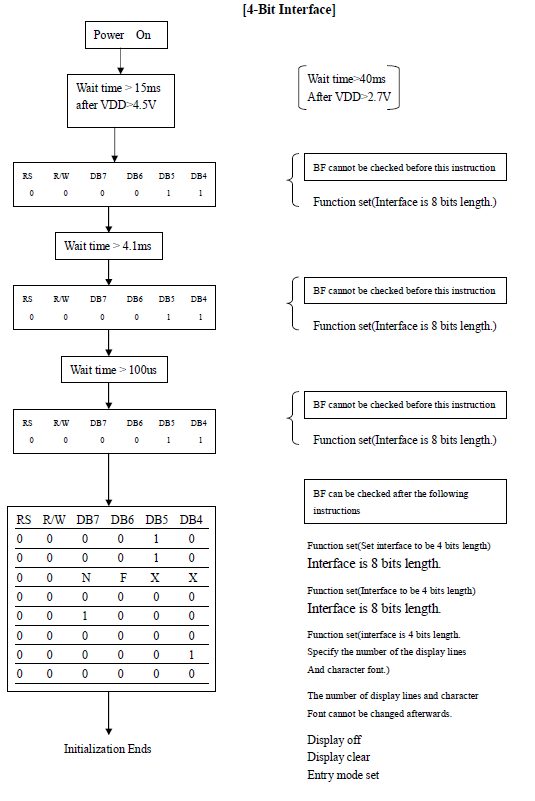 [4-Bit Interface]
Power On
Wait time > 15ms
after VDD>4.5V
Wait time>40ms
After VDD>2.7V
RS R/W DB7 DB6 DB5 DB4
0 0 0 0 1 1
BF cannot be checked before this instruction
Function set(Interface is 8 bits length.)
Wait time > 4.1ms
RS R/W DB7 DB6 DB5 DB4
0 0 0 0 1 1
BF cannot be checked before this instruction
Function set(Interface is 8 bits length.)
Wait time > 100us
RS R/W DB7 DB6 DB5 DB4
0 0 0 0 1 1
BF cannot be checked before this instruction
Function set(Interface is 8 bits length.)
RS R/W DB7 DB6 DB5 DB4
0 0 0 0 1 0
0 0 0 0 1 0
0 0 N F X X
0 0 0 0 0 0
0 0 1 0 0 0
0 0 0 0 0 0
0 0 0 0 0 1
0 0 0 0 0 0
BF can be checked after the following
instructions
Function set(Set interface to be 4 bits length)
Interface is 8 bits length.
Function set(Interface to be 4 bits length)
Interface is 8 bits length.
Function set(interface is 4 bits length.
Specify the number of the display lines
And character font.)
The number of display lines and character
Font cannot be changed afterwards.
Display off
Display clear
Entry mode set
Initialization Ends